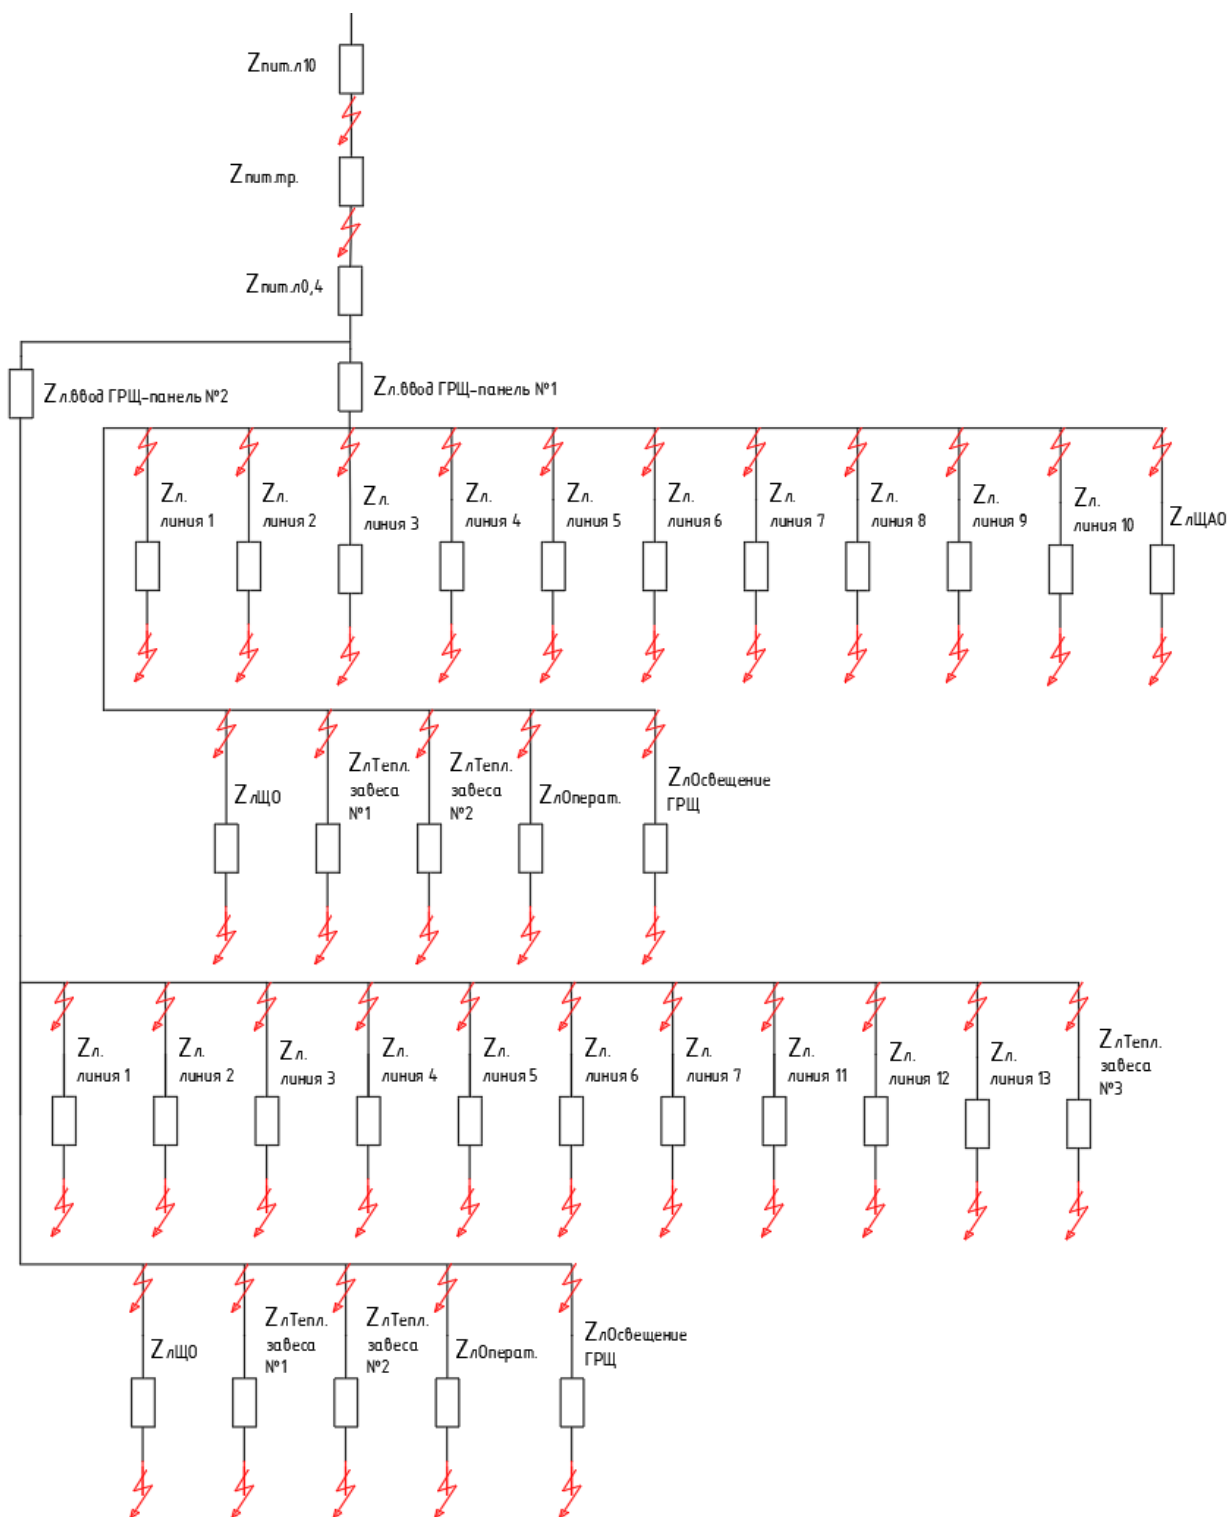 Zпит.л10
Zпит.тр.
Zпит.л0,4
Zл.ввод ГРЩ-панель №2
Zл.ввод ГРЩ-панель №1
Zл.
линия 1
Zл.
линия 2
Zл.
линия 3
Zл.
линия 4
Zл.
линия 5
Zл.
линия 6
Zл.
линия 7
Zл.
линия 8
Zл.
линия 9
Zл.
линия 10
ZлЩАО
ZлЩО
ZлТепл.
завеса
№1
ZлТепл.
завеса
№2
ZлОперат.
ZлОсвещение
ГРЩ
Zл.
линия 1
Zл.
линия 2
Zл.
линия 3
Zл.
линия 4
Zл.
линия 5
Zл.
линия 6
Zл.
линия 7
Zл.
линия 11
Zл.
линия 12
Zл.
линия 13
ZлТепл.
завеса
№3
ZлЩО
ZлТепл.
завеса
№1
ZлТепл.
завеса
№2
ZлОперат.
ZлОсвещение
ГРЩ